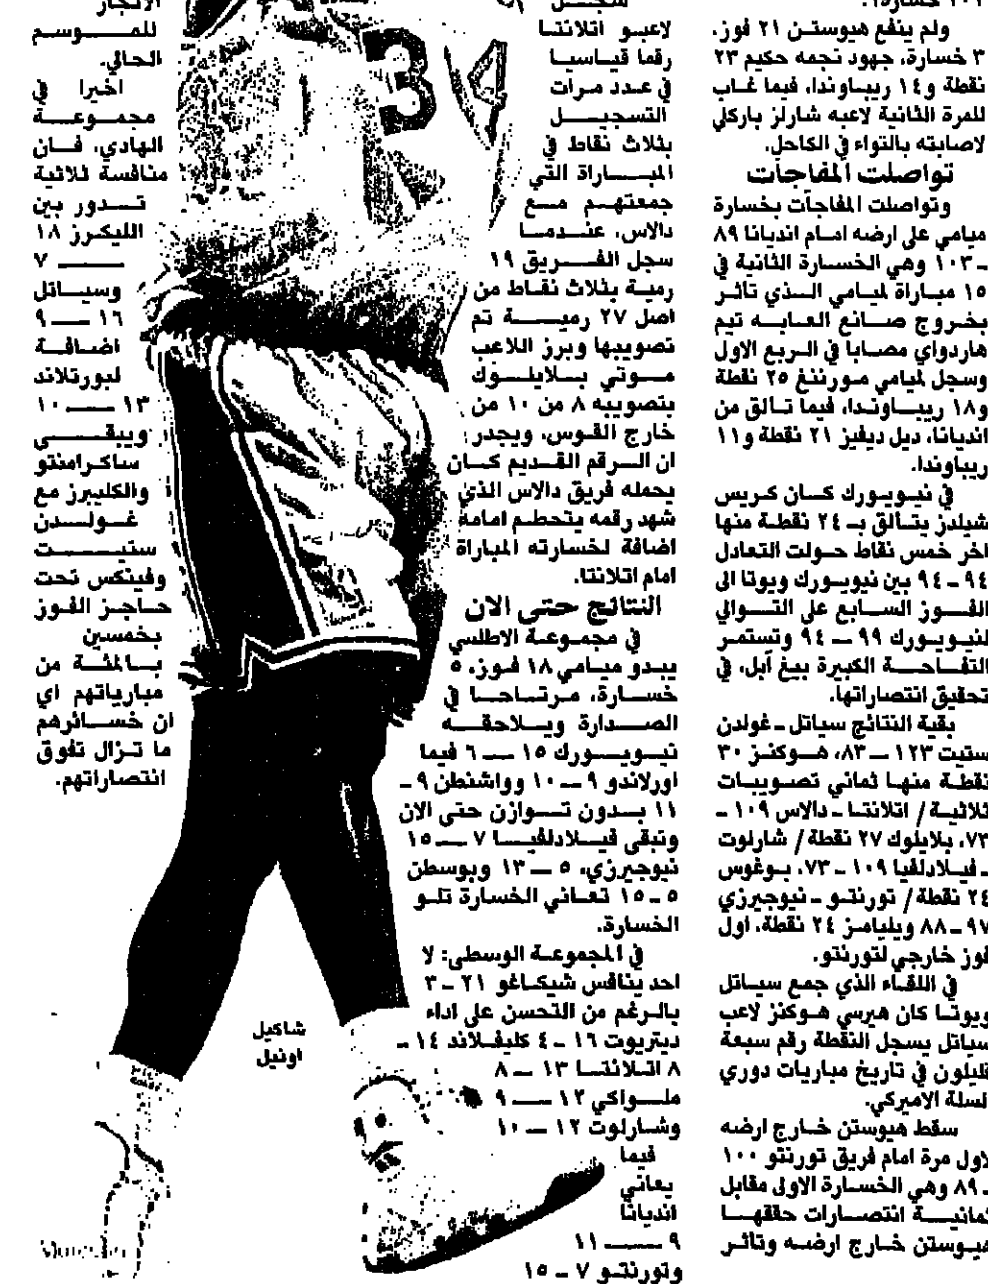 ولم ينفع هيوستن ٢١ فوز،
٣ خسارة، جهود نجمه حكيم ٢٣
نقطة و١٤ ريباوندا، فيما غاب
للمرة الثانية لاعبه شارلز باركلي
لاصابته بالتواء في الكاحل.
تواصلت المفاجآت
وتواصلت المفاجآت بخسارة
ميامي على ارضه امام انديانا ٨٩
ـ ١٠٣ وهي الخسارة الثانية في
١٥ مباراة لميامي الذي تأثر
بخروج صانع العابه تيم
هاردواي مصابا في الربع الاول
وسجل لميامي مورننغ ٢٥ نقطة
و١٨ ريباوندا، فيما تالق من
انديانا، ديل ديفيز ٢١ نقطة و١١
ريباوندا.
في نيويورك كان كريس
شيلدز يتألق بـ ٢٤ نقطة منها
اخر خمس نقاط حولت التعادل
٩٤ ـ ٩٤ بين نيويورك ويوتا الى
الفوز السابع على التوالي
لنيويورك ٩٩ ـ ٩٤ وتستمر
التفاحة الكبيرة بيغ أبل، في
تحقيق انتصاراتها.
بقية النتائج سياتل ـ غولدن
ستيت ١٢٣ ـ ٨٣، هوكنز ٣٠
نقطة منها ثماني تصويبات
ثلاثية / اتلانتا ـ دالاس ١٠٩ ـ
٧٣، بلايلوك ٢٧ نقطة / شارلوت
ـ فيلادلفيا ١٠٩ ـ ٧٣، بوغوس
٢٤ نقطة / تورنتو ـ نيوجيرزي
٩٧ ـ ٨٨ ويليامز ٢٤ نقطة، اول
فوز خارجي لتورنتو.
في اللقاء الذي جمع سياتل
ويوتا كان هيرسي هوكنز لاعب
سياتل يسجل النقطة رقم سبعة
قليلون في تاريخ مباريات دوري
السلة الاميركي.
سقط هيوستن خارج ارضه
لاول مرة امام فريق تورنتو ١٠٠
ـ ٨٩ وهي الخسارة الاولى مقابل
ثمانية انتصارات حققها
هيوستن خارج ارضه وتأثر
سجل
لاعبو اتلانتا
رقما قياسيا
في عدد مرات
التسجيل
بثلاث نقاط في
المباراة التي
جمعتهم مع
دالاس، عندما
سجل الفريق ١٩
رمية بثلاث نقاط من
اصل ٢٧ رمية تم
تصويبها وبرز اللاعب
موتي بلايلوك
بتصويبه ٨ من ١٠ من
خارج القوس، ويجدر
ان الرقم القديم كان
يحمله فريق دالاس الذي
شهد رقمه يتحطم امامه
اضافة لخسارته المباراة
امام اتلانتا.
النتائج حتى الان
في مجموعة الاطلسي
يبدو ميامي ١٨ فوز، ٥
خسارة، مرتاحا في
الصدارة ويلاحقه
نيويورك ١٥ ـ ٦ فيما
اورلاندو ٩ ـ ١٠ وواشنطن ٩ ـ
١١ بدون توازن حتى الان
وتبقى فيلادلفيا ٧ ـ ١٥
نيوجيرزي، ٥ ـ ١٣ وبوسطن
٥ ـ ١٥ تعاني الخسارة تلو
الخسارة.
في المجموعة الوسطى: لا
احد ينافس شيكاغو ٢١ ـ ٣
بالرغم من التحسن على اداء
ديتريوت ١٦ ـ ٤ كليفلاند ١٤ ـ
٨ اتلانتا ١٣ ـ ٨
ملواكي ١٢ ـ ٩
وشارلوت ١٢ ـ ١٠
فيما
يعاني
انديانا
٩ ـ ١١
وتورنتو ٧ ـ ١٥
الانجاز
للموسم
الحالي.
اخيرا في
مجموعة
الهادي، فان
منافسة ثلاثية
تدور بين
الليكرز ١٨
ـ ٧
وسياتل
١٦ ـ ٩
اضافة
لبورتلاند
١٣ ـ ١٠
ويبقى
ساكرامنتو
والكليبرز مع
غولدن
ستيت
وفينكس تحت
حاجز الفوز
بخمسين
بالمئة من
مبارياتهم اي
ان خسائرهم
ما تزال تفوق
انتصاراتهم.
شاكيل
اونيل
34